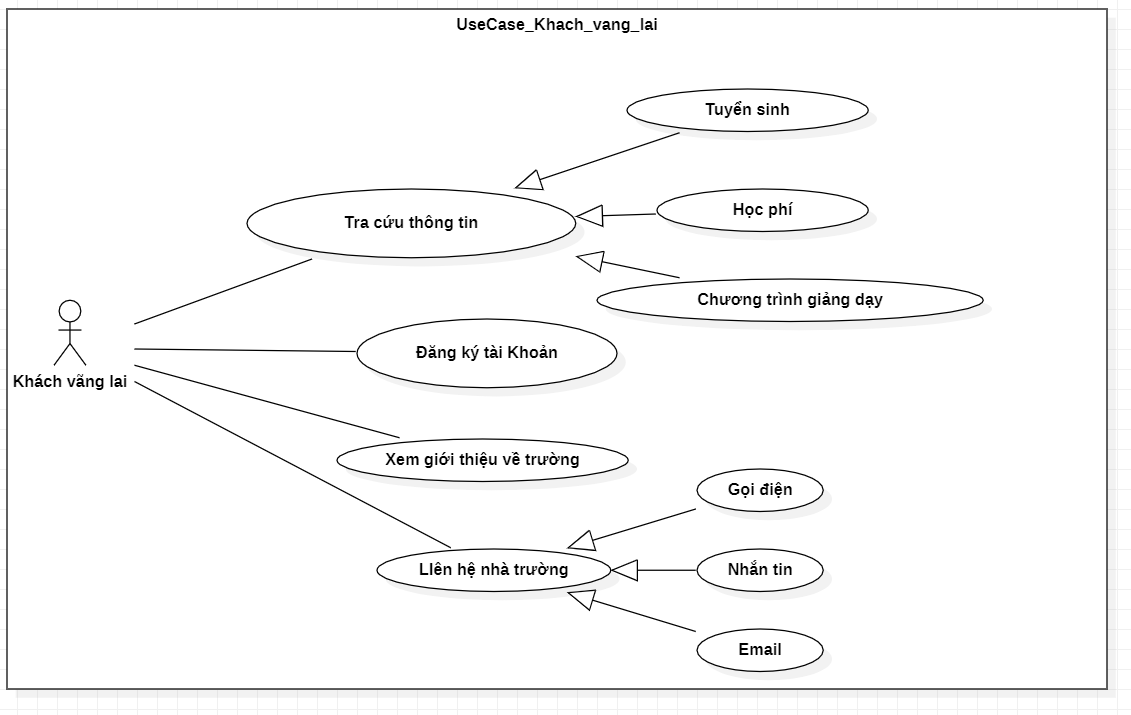 UseCase_Khach_vang_lai
Tuyển sinh
Tra cứu thông tin
Học phí
Chương trình giảng dạy
Đăng ký tài Khoản
Khách vãng lai
Xem giới thiệu về trường
Gọi điện
LIên hệ nhà trường
Nhắn tin
Email